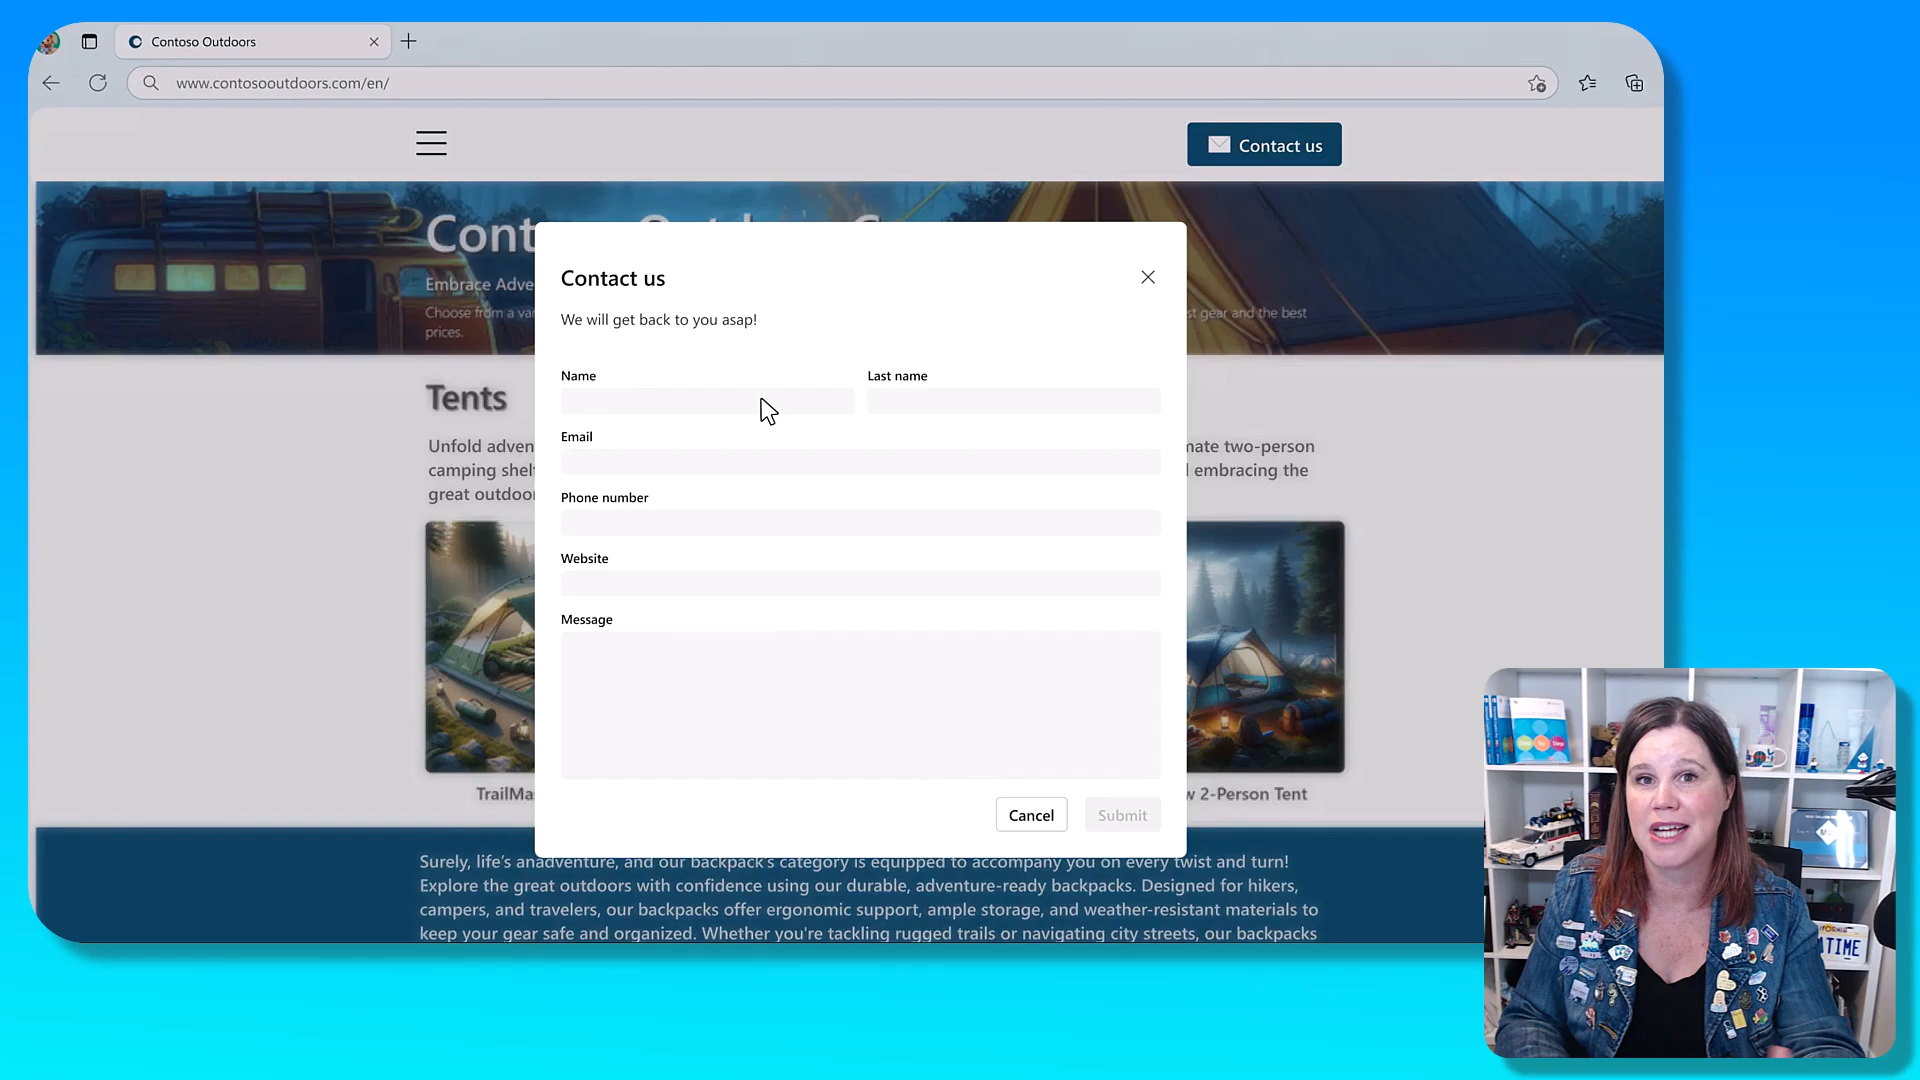 Contoso Outdoors
www.contosooutdoors.com/en/
Contact us
Cont
Embrace Adve
Choose from a va
st gear and the best
prices.
Contact us
We will get back to you asap!
Name
Last name
Email
Phone number
Website
Message
Cancel
Submit
Tents
Unfold adven
mate two-person
camping shel
embracing the
great outdoo
TrailMa
w 2-Person Tent
Surely, life's anadventure, and our backpack's category is equipped to accompany you on every twist and turn!
Explore the great outdoors with confidence using our durable, adventure-ready backpacks. Designed for hikers,
campers, and travelers, our backpacks offer ergonomic support, ample storage, and weather-resistant materials to
keep your gear safe and organized. Whether you're tackling rugged trails or navigating city streets, our backpacks
TIME